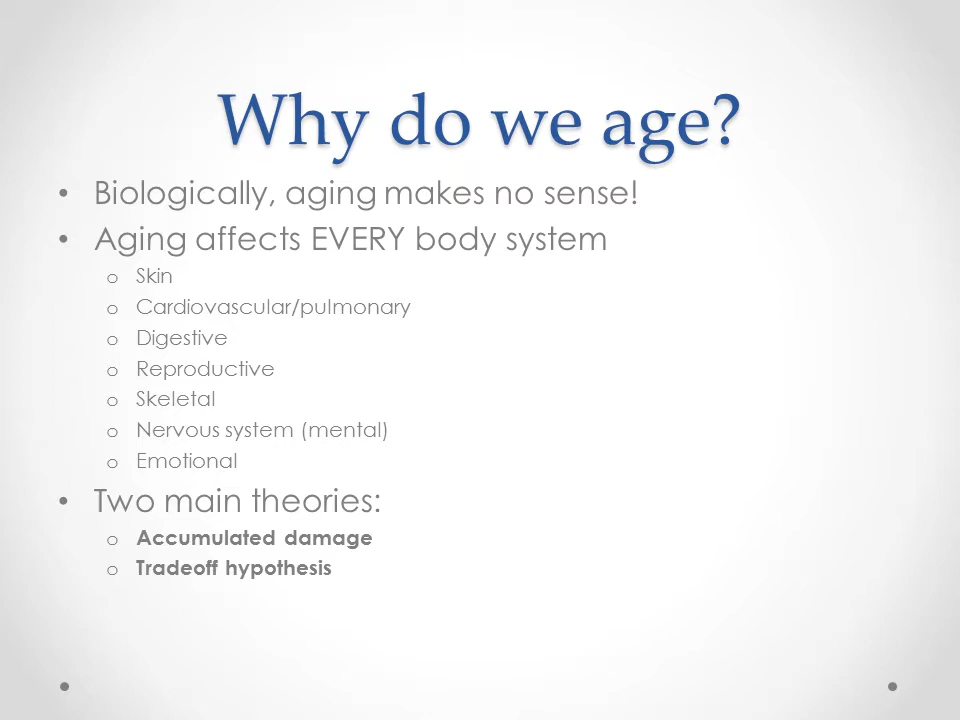 Why do we age?
• Biologically, aging makes no sense!
• Aging affects EVERY body system
o Skin
o Cardiovascular/pulmonary
o Digestive
o Reproductive
o Skeletal
o Nervous system (mental)
o Emotional
• Two main theories:
o Accumulated damage
o Tradeoff hypothesis